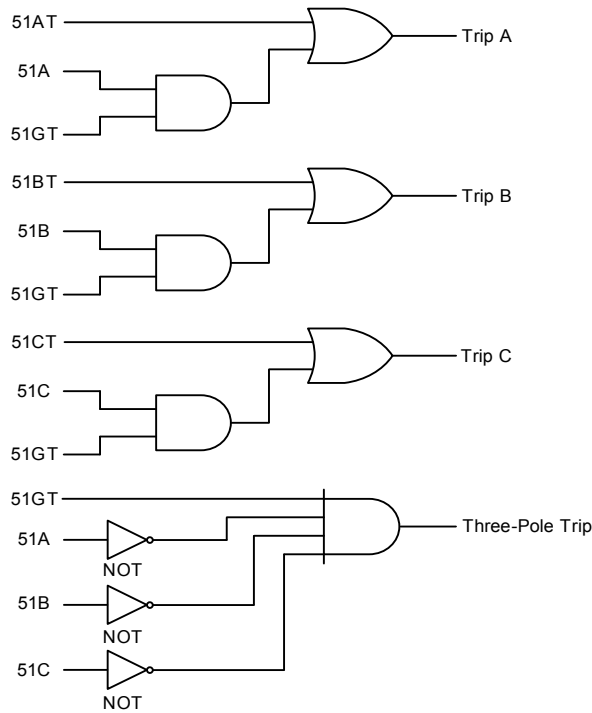 51AT
Trip A
51A
51GT
51BT
Trip B
51B
51GT
51CT
Trip C
51C
51GT
51GT
Three-Pole Trip
51A
NOT
51B
NOT
51C
NOT